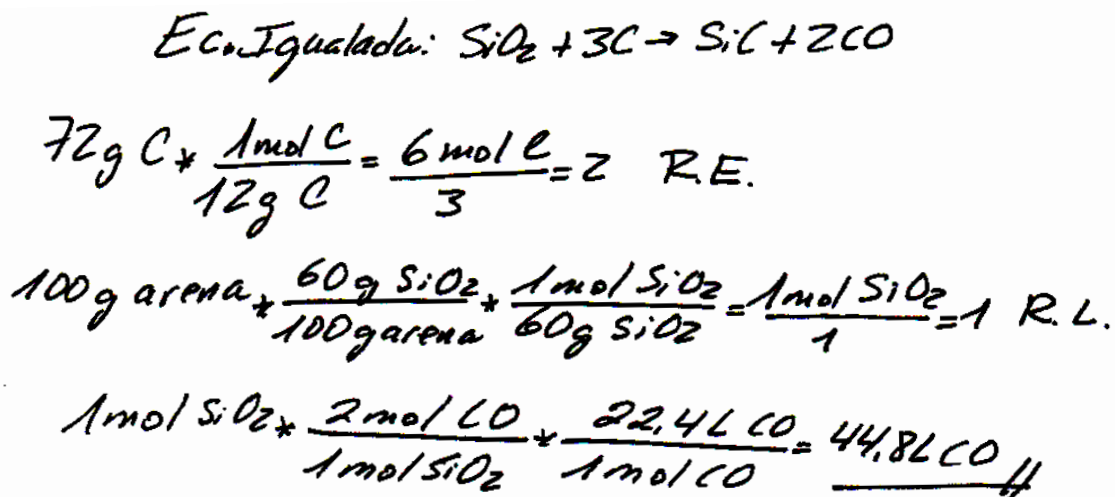 Ec. Igualada: SiO2 + 3C → SiC + 2CO
72g C * 1mol C / 12g C = 6 mol C / 3 = 2 R.E.
100g arena * 60g SiO2 / 100g arena * 1mol SiO2 / 60g SiO2 = 1mol SiO2 / 1 = 1 R.L.
1mol SiO2 * 2mol CO / 1mol SiO2 * 22,4L CO / 1mol CO = 44,8L CO //